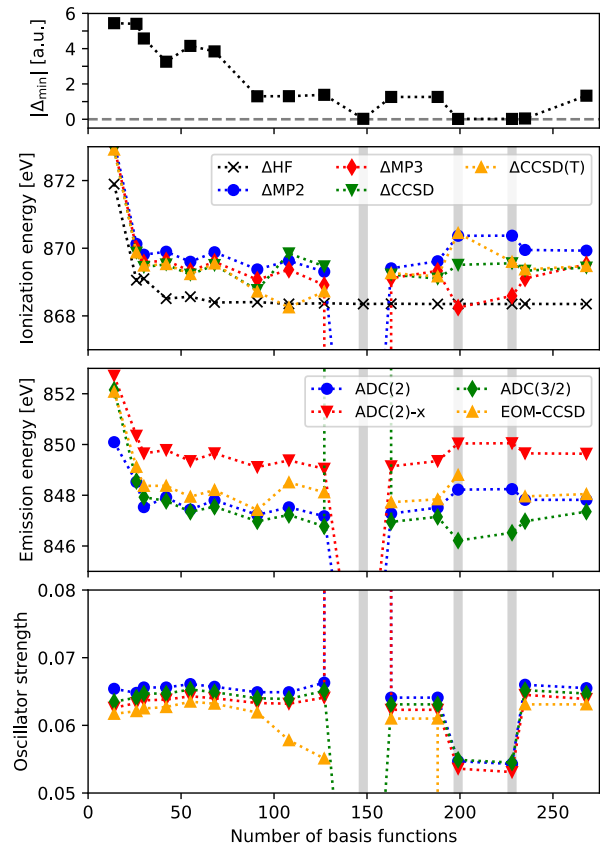 6
4
2
0
|Δmin| [a.u.]
872
870
868
Ionization energy [eV]
ΔHF
ΔMP2
ΔMP3
ΔCCSD
ΔCCSD(T)
852
850
848
846
Emission energy [eV]
ADC(2)
ADC(2)-x
ADC(3/2)
EOM-CCSD
0.08
0.07
0.06
0.05
Oscillator strength
0 50 100 150 200 250
Number of basis functions